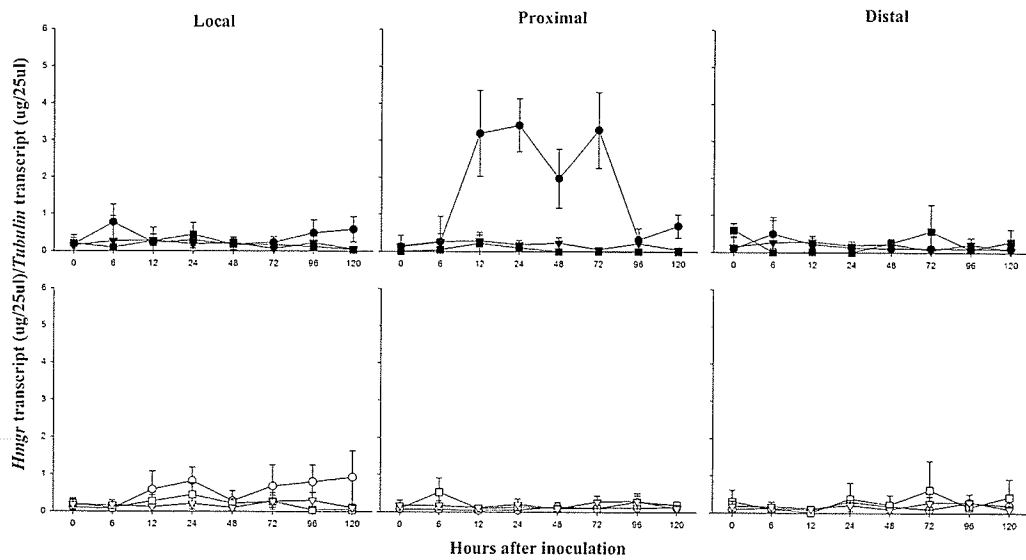 Local Proximal Distal
Hmgr transcript (ug/25ul)/Tubulin transcript (ug/25ul)
6
5
4
3
2
1
0
0 6 12 24 48 72 96 120 0 6 12 24 48 72 96 120 0 6 12 24 48 72 96 120
6
5
4
3
2
1
0
0 6 12 24 48 72 96 120 0 6 12 24 48 72 96 120 0 6 12 24 48 72 96 120
Hours after inoculation